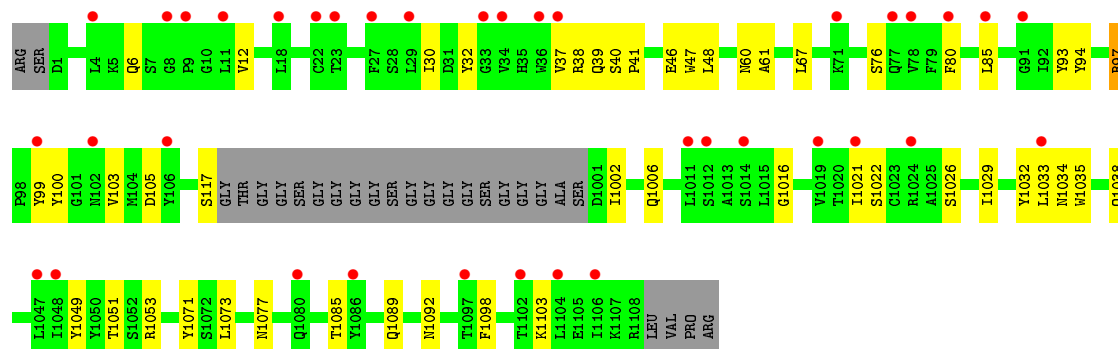 ARG SER D1 L4 K5 Q6 S7 G8 P9 G10 L11 V12 L18 C22 T23 F27 S28 L29 I30 D31 Y32 G33 V34 H35 W36 V37 R38 Q39 S40 P41 E46 W47 L48 N60 A61 L67 K71 S76 Q77 V78 F79 F80 L85 G91 I92 Y93 Y94 R97
P98 Y99 Y100 G101 N102 V103 M104 D105 Y106 S117 GLY THR GLY GLY SER GLY GLY GLY GLY SER GLY GLY GLY GLY SER GLY GLY GLY ALA SER D1001 I1002 Q1006 L1011 S1012 A1013 S1014 L1015 G1016 V1019 T1020 I1021 S1022 C1023 R1024 A1025 S1026 I1029 Y1032 L1033 N1034 W1035 Q1038
L1047 I1048 Y1049 Y1050 T1051 S1052 R1053 Y1071 S1072 L1073 N1077 Q1080 T1085 Y1086 Q1089 N1092 T1097 F1098 T1102 K1103 L1104 E1105 I1106 K1107 R1108 LEU VAL PRO ARG